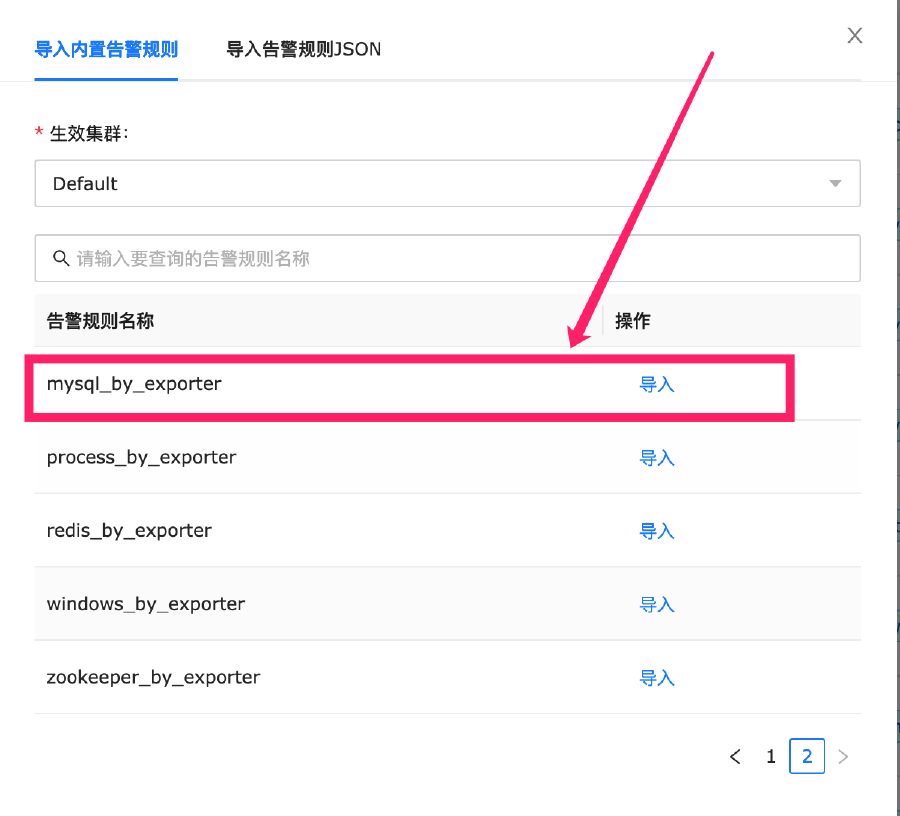 导入内置告警规则 导入告警规则JSON
* 生效集群:
Default
请输入要查询的告警规则名称
告警规则名称 操作
mysql_by_exporter 导入
process_by_exporter 导入
redis_by_exporter 导入
windows_by_exporter 导入
zookeeper_by_exporter 导入
1 2